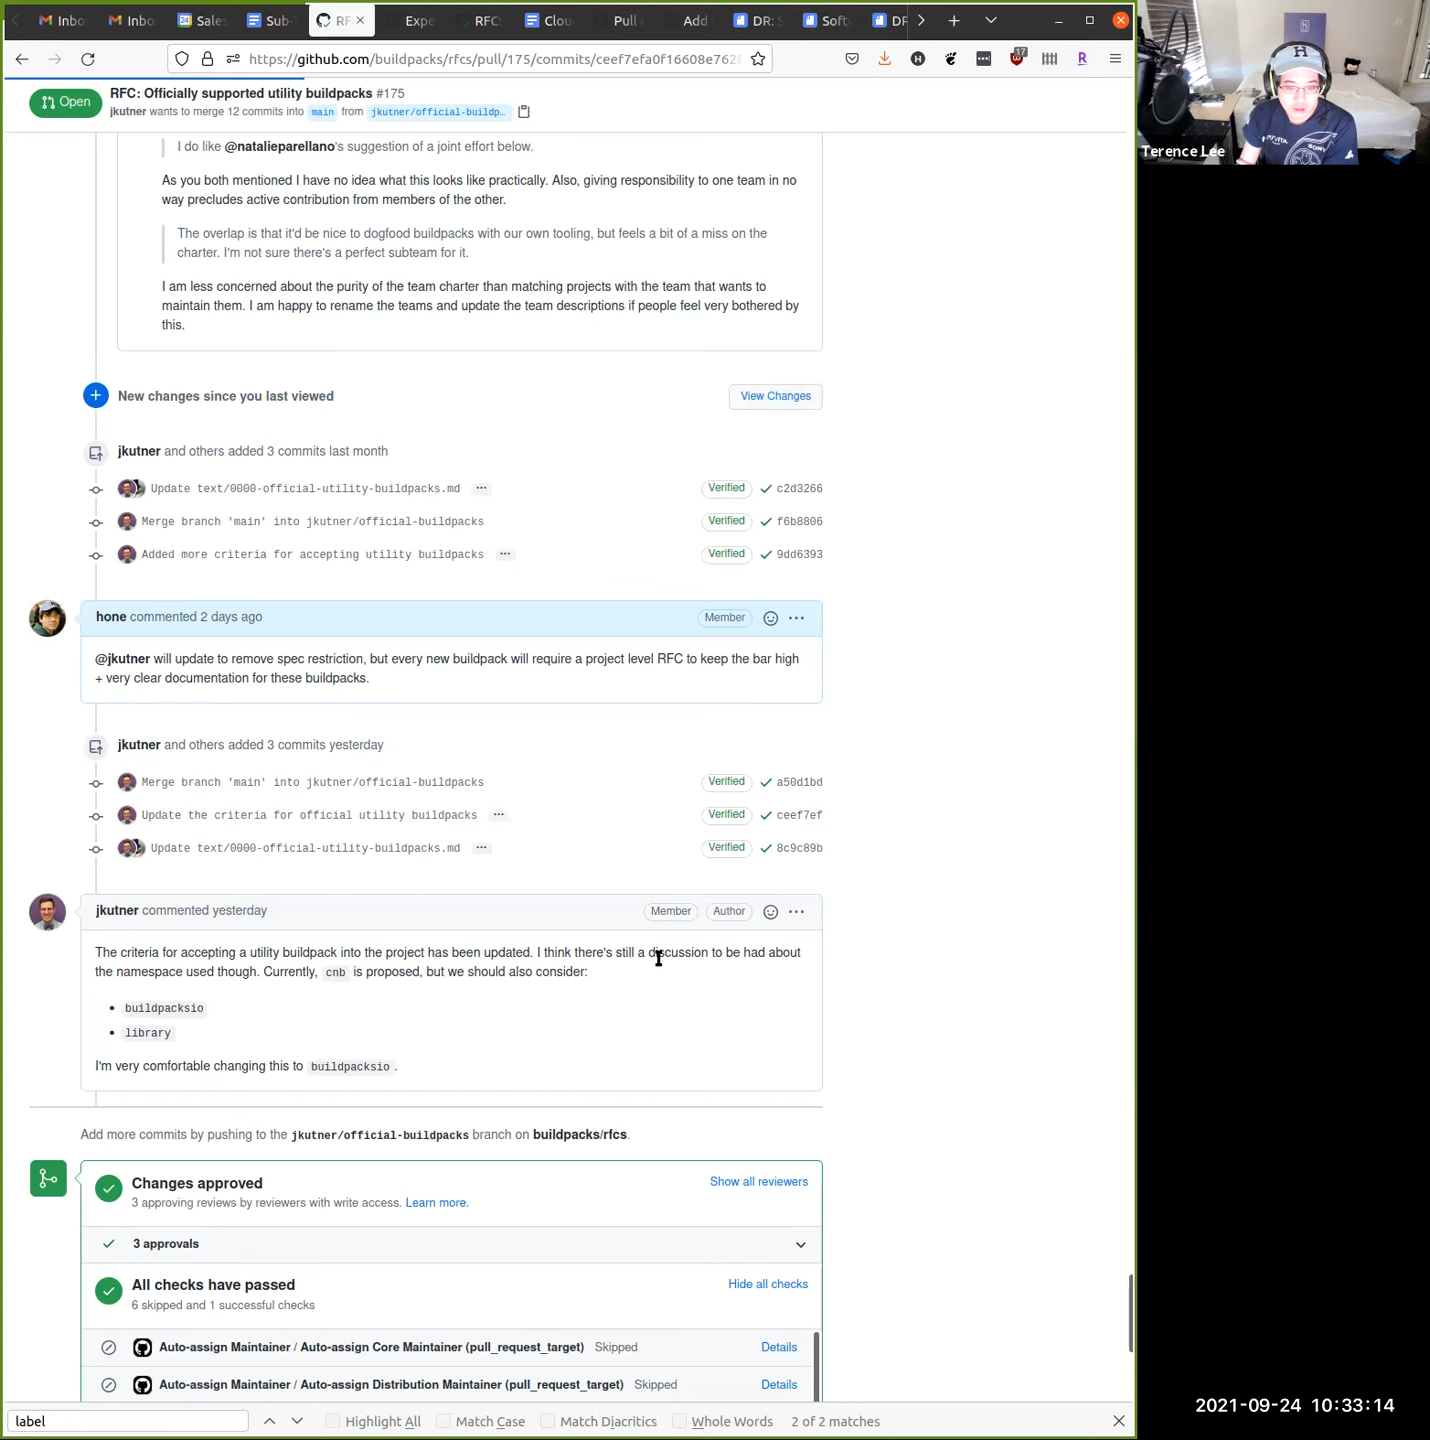 Inbo
Inbo
Sales
Sub-
RF
Expe
RFC:
Clou
Pull
Add
DR: S
Soft
DR
https://github.com/buildpacks/rfcs/pull/175/commits/ceef7efa0f16608e762
17
Open
RFC: Officially supported utility buildpacks #175
jkutner wants to merge 12 commits into main from jkutner/official-buildp…
I do like @natalieparellano's suggestion of a joint effort below.
As you both mentioned I have no idea what this looks like practically. Also, giving responsibility to one team in no
way precludes active contribution from members of the other.
The overlap is that it'd be nice to dogfood buildpacks with our own tooling, but feels a bit of a miss on the
charter. I'm not sure there's a perfect subteam for it.
I am less concerned about the purity of the team charter than matching projects with the team that wants to
maintain them. I am happy to rename the teams and update the team descriptions if people feel very bothered by
this.
New changes since you last viewed
View Changes
jkutner and others added 3 commits last month
Update text/0000-official-utility-buildpacks.md ··· Verified c2d3266
Merge branch 'main' into jkutner/official-buildpacks Verified f6b8806
Added more criteria for accepting utility buildpacks ··· Verified 9dd6393
hone commented 2 days ago Member
@jkutner will update to remove spec restriction, but every new buildpack will require a project level RFC to keep the bar high
+ very clear documentation for these buildpacks.
jkutner and others added 3 commits yesterday
Merge branch 'main' into jkutner/official-buildpacks Verified a50d1bd
Update the criteria for official utility buildpacks ··· Verified ceef7ef
Update text/0000-official-utility-buildpacks.md ··· Verified 8c9c89b
jkutner commented yesterday Member Author
The criteria for accepting a utility buildpack into the project has been updated. I think there's still a discussion to be had about
the namespace used though. Currently, cnb is proposed, but we should also consider:
• buildpacksio
• library
I'm very comfortable changing this to buildpacksio.
Add more commits by pushing to the jkutner/official-buildpacks branch on buildpacks/rfcs.
Changes approved
Show all reviewers
3 approving reviews by reviewers with write access. Learn more.
3 approvals
All checks have passed
Hide all checks
6 skipped and 1 successful checks
Auto-assign Maintainer / Auto-assign Core Maintainer (pull_request_target) Skipped Details
Auto-assign Maintainer / Auto-assign Distribution Maintainer (pull_request_target) Skipped Details
label
Highlight All
Match Case
Match Diacritics
Whole Words
2 of 2 matches
H
SONY
Terence Lee
2021-09-24 10:33:14